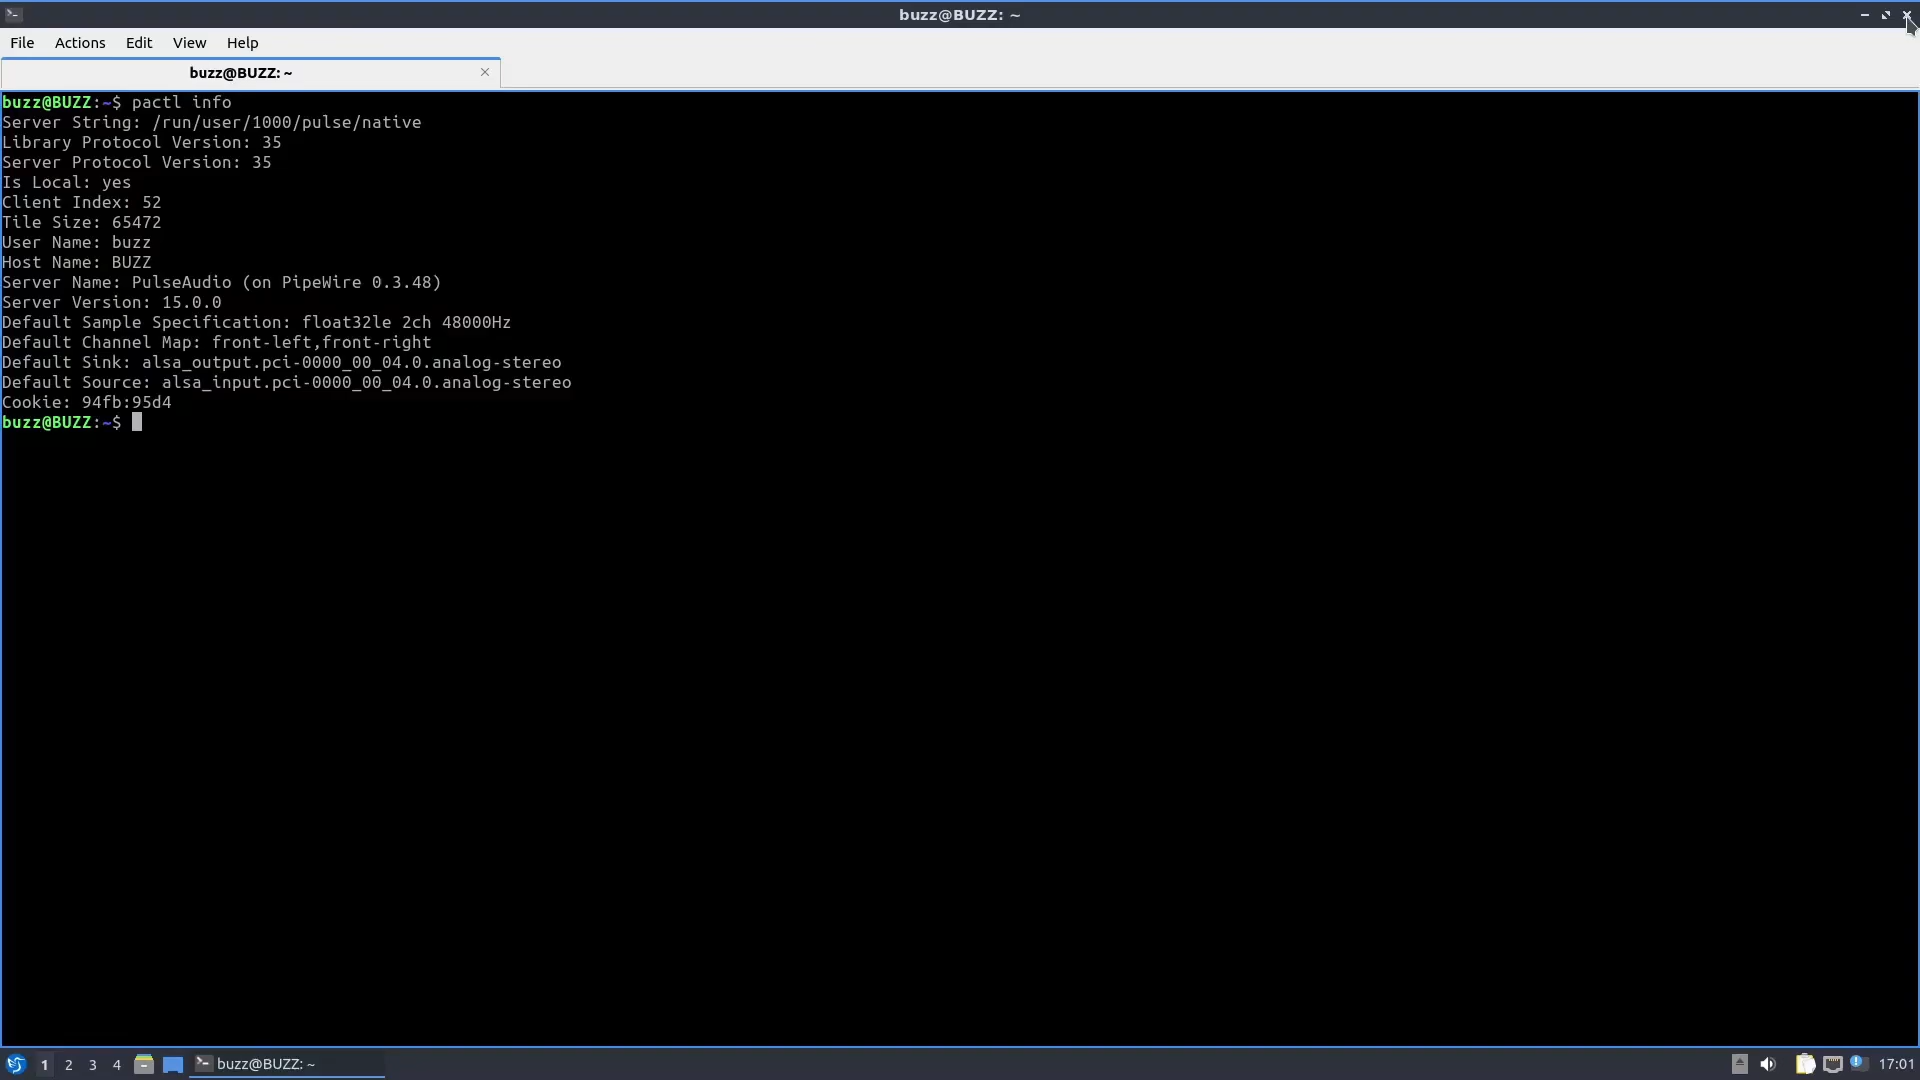 buzz@BUZZ: ~
File Actions Edit View Help
buzz@BUZZ: ~
buzz@BUZZ:~$ pactl info
Server String: /run/user/1000/pulse/native
Library Protocol Version: 35
Server Protocol Version: 35
Is Local: yes
Client Index: 52
Tile Size: 65472
User Name: buzz
Host Name: BUZZ
Server Name: PulseAudio (on PipeWire 0.3.48)
Server Version: 15.0.0
Default Sample Specification: float32le 2ch 48000Hz
Default Channel Map: front-left,front-right
Default Sink: alsa_output.pci-0000_00_04.0.analog-stereo
Default Source: alsa_input.pci-0000_00_04.0.analog-stereo
Cookie: 94fb:95d4
buzz@BUZZ:~$
1 2 3 4 buzz@BUZZ: ~ 17:01